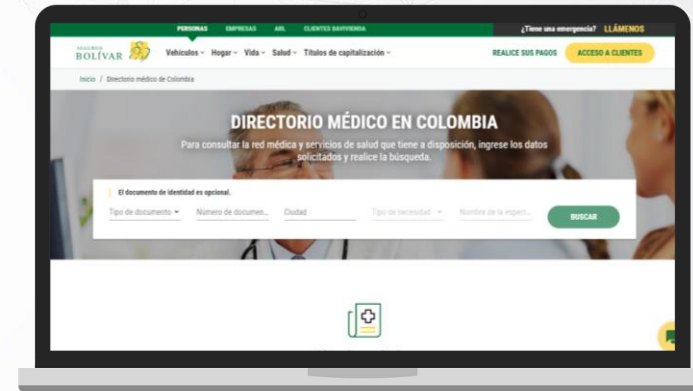 PERSONAS EMPRESAS ARL CLIENTES DAVIVIENDA ¿Tiene una emergencia? LLÁMENOS
SEGUROS
BOLÍVAR Vehículos Hogar Vida Salud Títulos de capitalización REALICE SUS PAGOS ACCESO A CLIENTES
Inicio / Directorio médico de Colombia
DIRECTORIO MÉDICO EN COLOMBIA
Para consultar la red médica y servicios de salud que tiene a disposición, ingrese los datos
solicitados y realice la búsqueda.
El documento de identidad es opcional.
Tipo de documento Número de documen... Ciudad Tipo de necesidad Nombre de la especi... BUSCAR